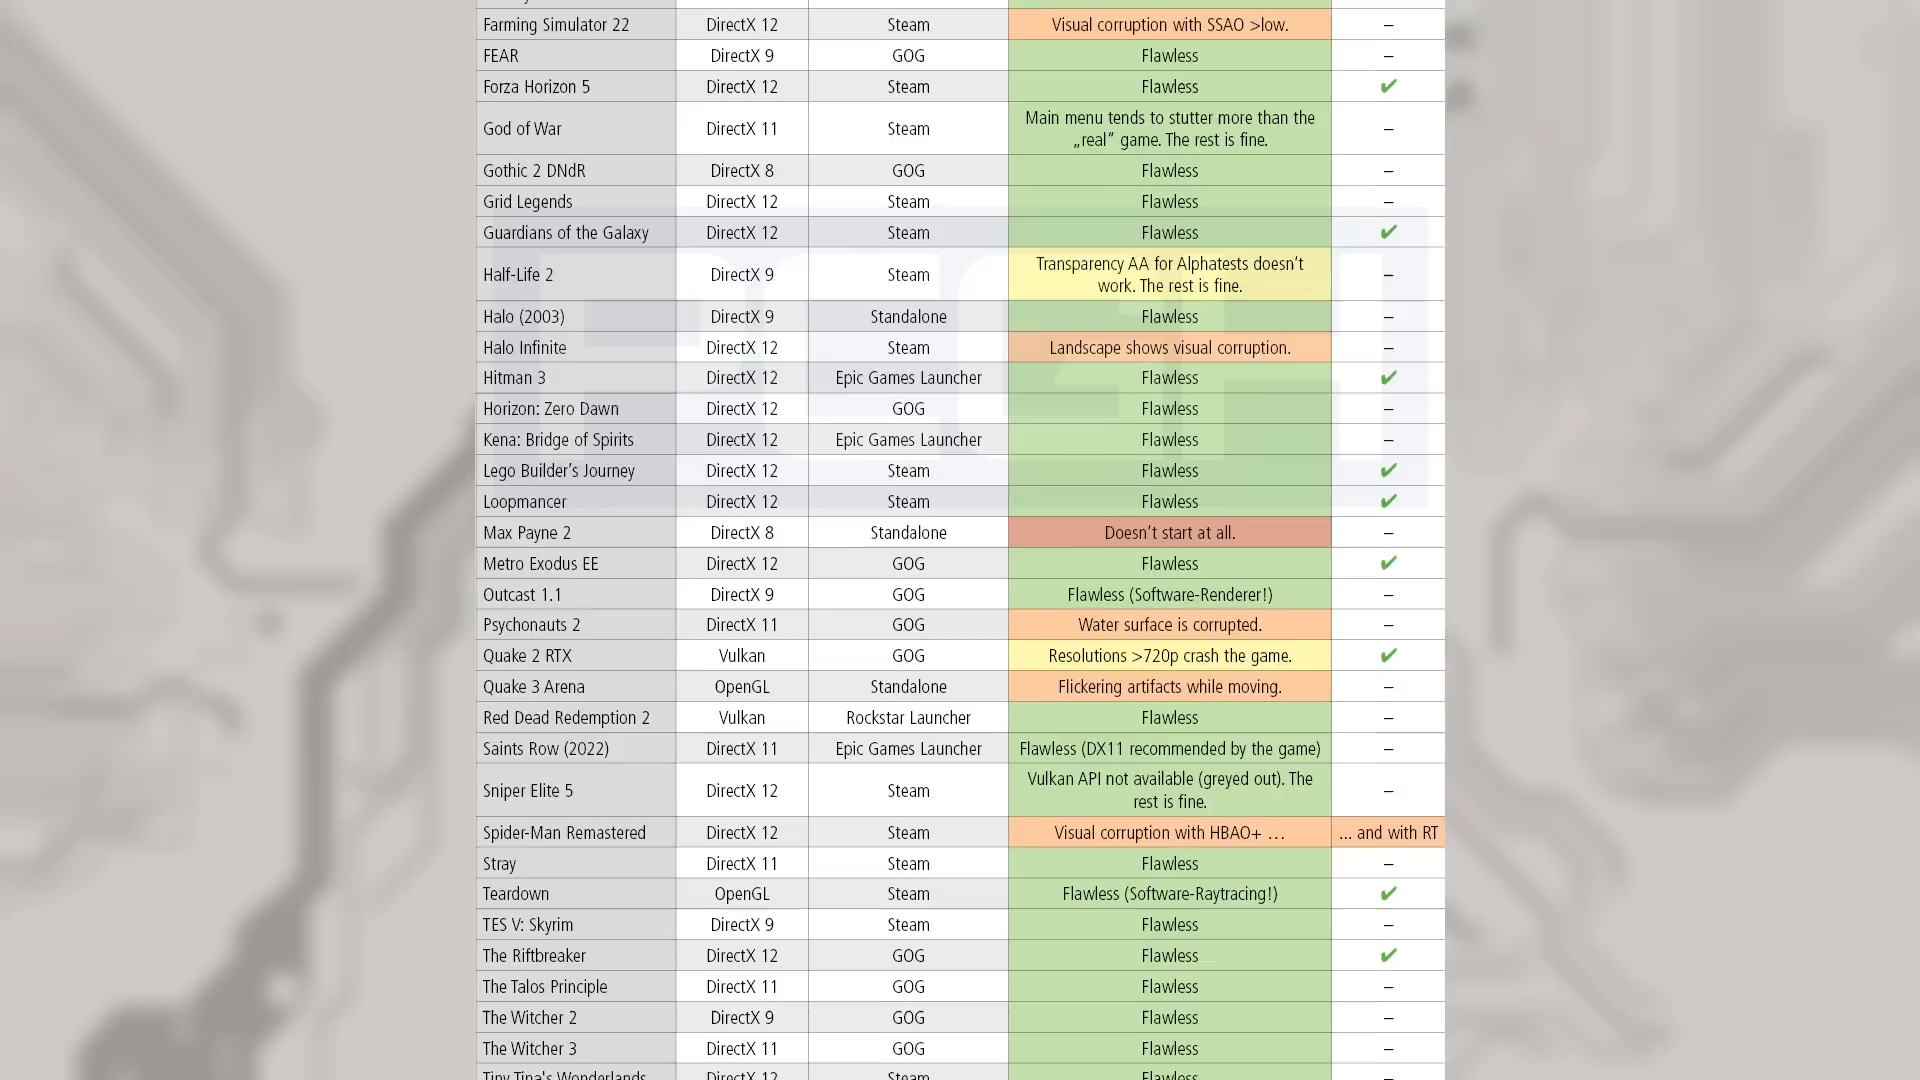 Farming Simulator 22 DirectX 12 Steam Visual corruption with SSAO >low. –
FEAR DirectX 9 GOG Flawless –
Forza Horizon 5 DirectX 12 Steam Flawless ✔
God of War DirectX 11 Steam Main menu tends to stutter more than the
„real“ game. The rest is fine. –
Gothic 2 DNdR DirectX 8 GOG Flawless –
Grid Legends DirectX 12 Steam Flawless –
Guardians of the Galaxy DirectX 12 Steam Flawless ✔
Half-Life 2 DirectX 9 Steam Transparency AA for Alphatests doesn’t
work. The rest is fine. –
Halo (2003) DirectX 9 Standalone Flawless –
Halo Infinite DirectX 12 Steam Landscape shows visual corruption. –
Hitman 3 DirectX 12 Epic Games Launcher Flawless ✔
Horizon: Zero Dawn DirectX 12 GOG Flawless –
Kena: Bridge of Spirits DirectX 12 Epic Games Launcher Flawless –
Lego Builder’s Journey DirectX 12 Steam Flawless ✔
Loopmancer DirectX 12 Steam Flawless ✔
Max Payne 2 DirectX 8 Standalone Doesn’t start at all. –
Metro Exodus EE DirectX 12 GOG Flawless ✔
Outcast 1.1 DirectX 9 GOG Flawless (Software-Renderer!) –
Psychonauts 2 DirectX 11 GOG Water surface is corrupted. –
Quake 2 RTX Vulkan GOG Resolutions >720p crash the game. ✔
Quake 3 Arena OpenGL Standalone Flickering artifacts while moving. –
Red Dead Redemption 2 Vulkan Rockstar Launcher Flawless –
Saints Row (2022) DirectX 11 Epic Games Launcher Flawless (DX11 recommended by the game) –
Sniper Elite 5 DirectX 12 Steam Vulkan API not available (greyed out). The
rest is fine. –
Spider-Man Remastered DirectX 12 Steam Visual corruption with HBAO+ … ... and with RT
Stray DirectX 11 Steam Flawless –
Teardown OpenGL Steam Flawless (Software-Raytracing!) ✔
TES V: Skyrim DirectX 9 Steam Flawless –
The Riftbreaker DirectX 12 GOG Flawless ✔
The Talos Principle DirectX 11 GOG Flawless –
The Witcher 2 DirectX 9 GOG Flawless –
The Witcher 3 DirectX 11 GOG Flawless –
Tiny Tina's Wonderlands DirectX 12 Steam Flawless –
PCGH